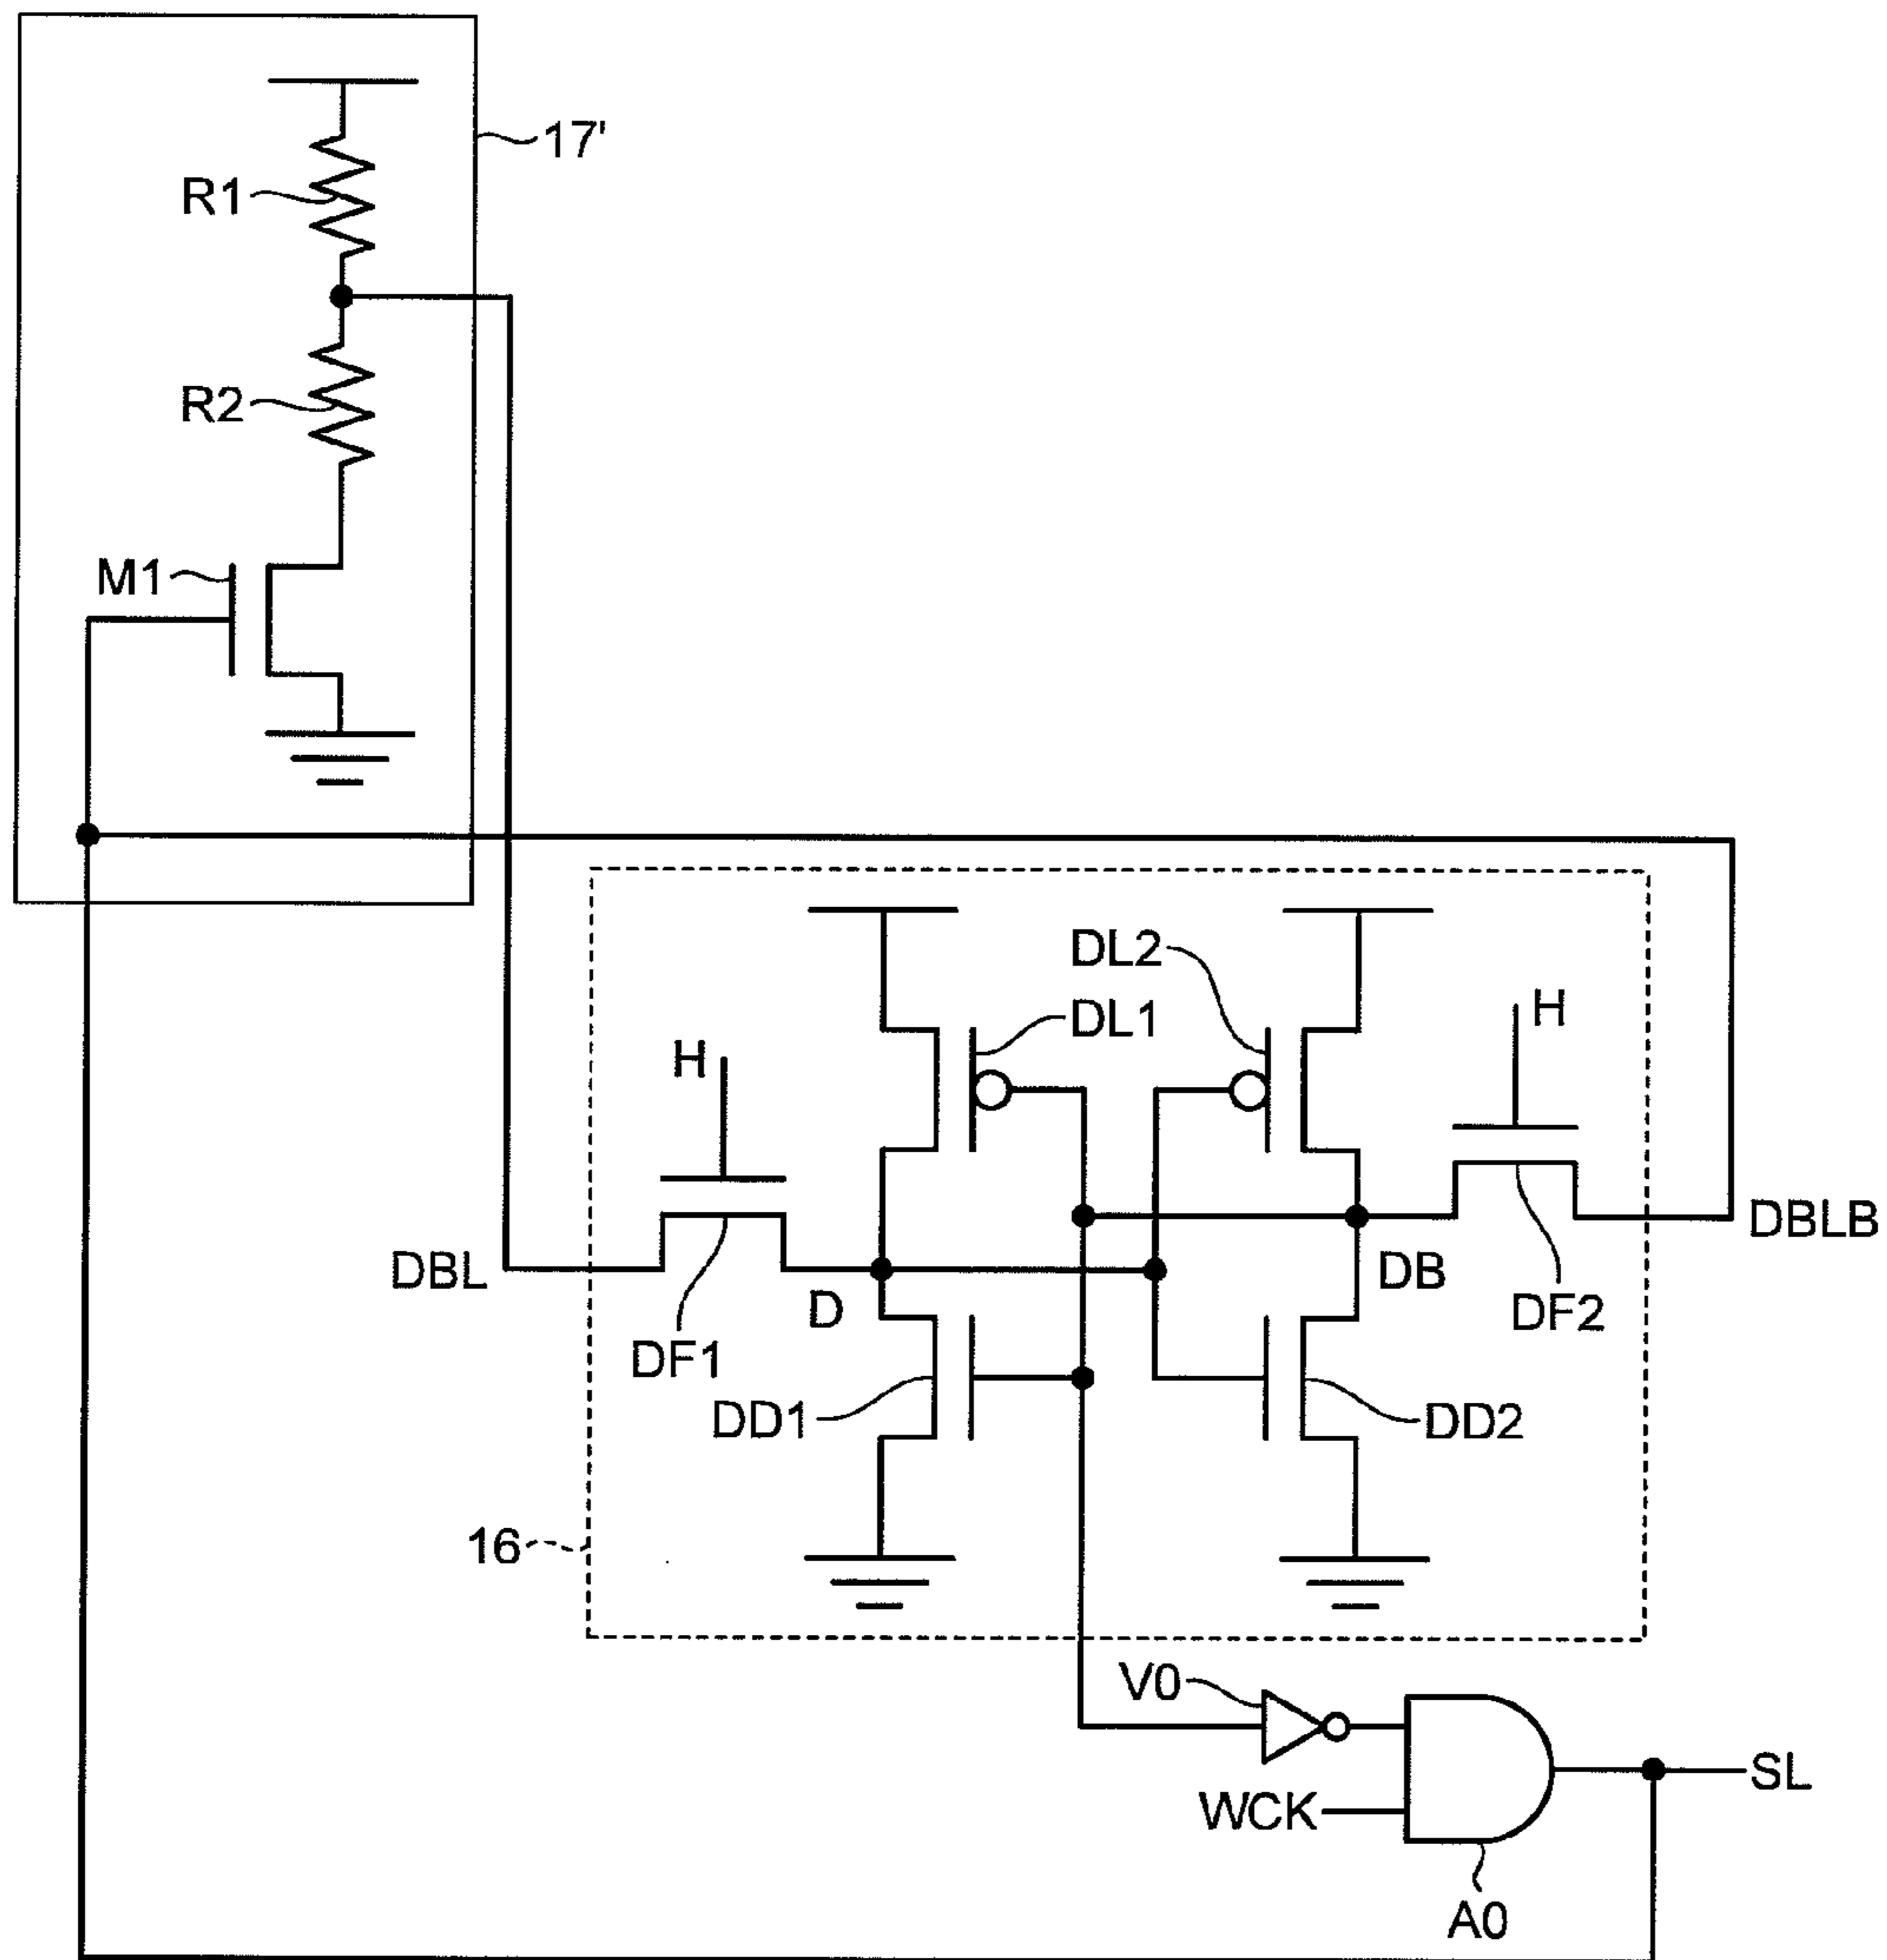 17'
R1
R2
M1
DL2
DL1
H
H
DBL
D
DF1
DD1
DB
DBLB
DF2
DD2
16
V0
WCK
SL
A0